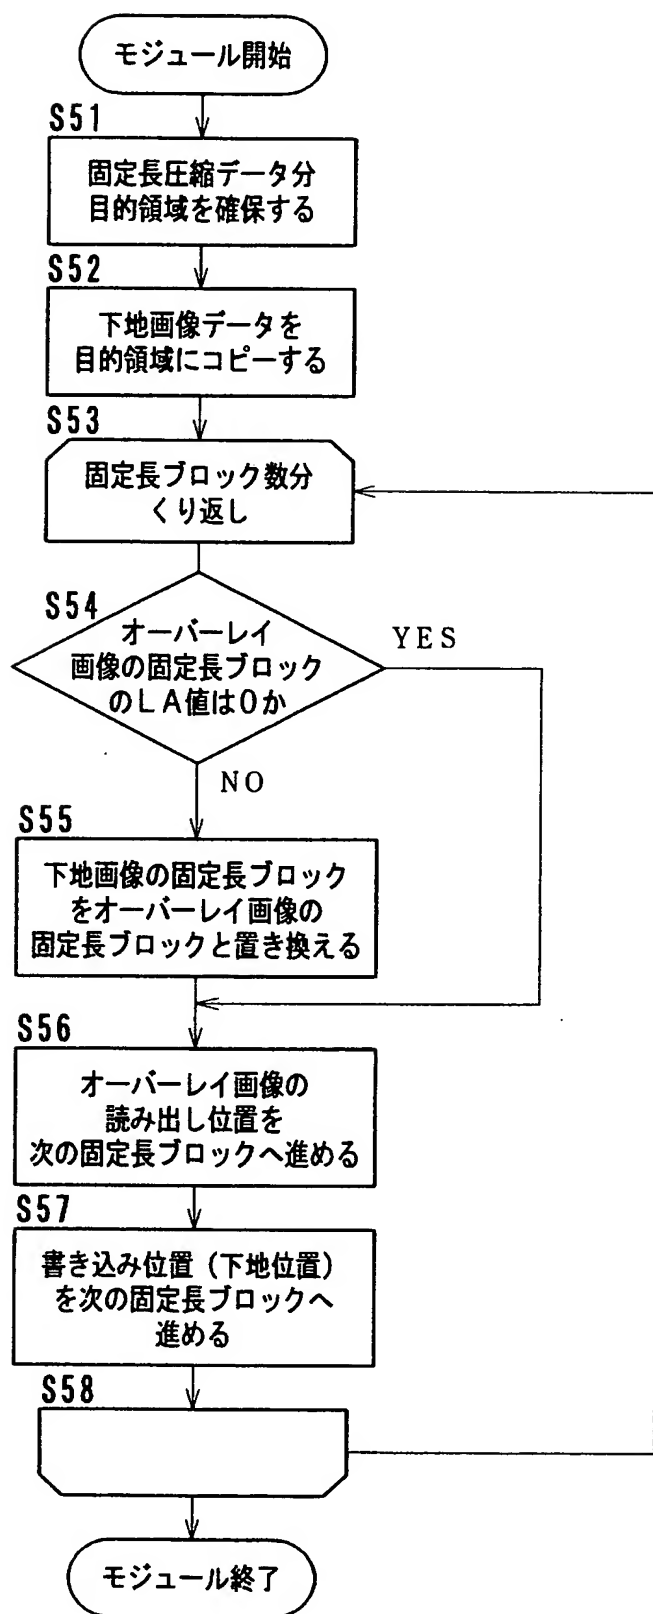 モジュール開始
S51
固定長圧縮データ分
目的領域を確保する
S52
下地画像データを
目的領域にコピーする
S53
固定長ブロック数分
くり返し
S54
オーバーレイ
画像の固定長ブロック
のLA値は0か
YES
NO
S55
下地画像の固定長ブロック
をオーバーレイ画像の
固定長ブロックと置き換える
S56
オーバーレイ画像の
読み出し位置を
次の固定長ブロックへ進める
S57
書き込み位置（下地位置）
を次の固定長ブロックへ
進める
S58
モジュール終了